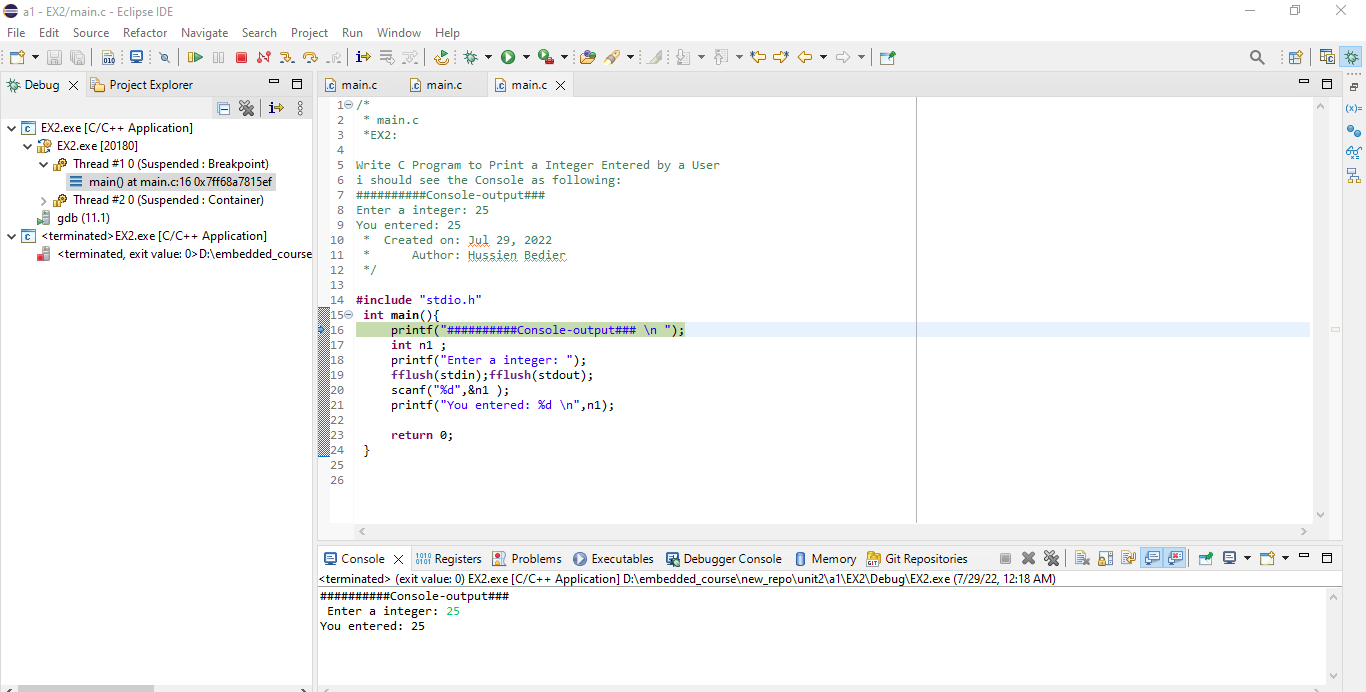 a1 - EX2/main.c - Eclipse IDE
File Edit Source Refactor Navigate Search Project Run Window Help
Debug Project Explorer
EX2.exe [C/C++ Application]
EX2.exe [20180]
Thread #1 0 (Suspended : Breakpoint)
main() at main.c:16 0x7ff68a7815ef
Thread #2 0 (Suspended : Container)
gdb (11.1)
<terminated>EX2.exe [C/C++ Application]
<terminated, exit value: 0>D:\embedded_course
main.c main.c main.c
1 /*
2 * main.c
3 *EX2:
4
5 Write C Program to Print a Integer Entered by a User
6 i should see the Console as following:
7 ##########Console-output###
8 Enter a integer: 25
9 You entered: 25
10 * Created on: Jul 29, 2022
11 * Author: Hussien Bedier
12 */
13
14 #include "stdio.h"
15 int main(){
16 printf("##########Console-output### \n ");
17 int n1 ;
18 printf("Enter a integer: ");
19 fflush(stdin);fflush(stdout);
20 scanf("%d",&n1 );
21 printf("You entered: %d \n",n1);
22
23 return 0;
24 }
25
26
Console Registers Problems Executables Debugger Console Memory Git Repositories
<terminated> (exit value: 0) EX2.exe [C/C++ Application] D:\embedded_course\new_repo\unit2\a1\EX2\Debug\EX2.exe (7/29/22, 12:18 AM)
##########Console-output###
Enter a integer: 25
You entered: 25